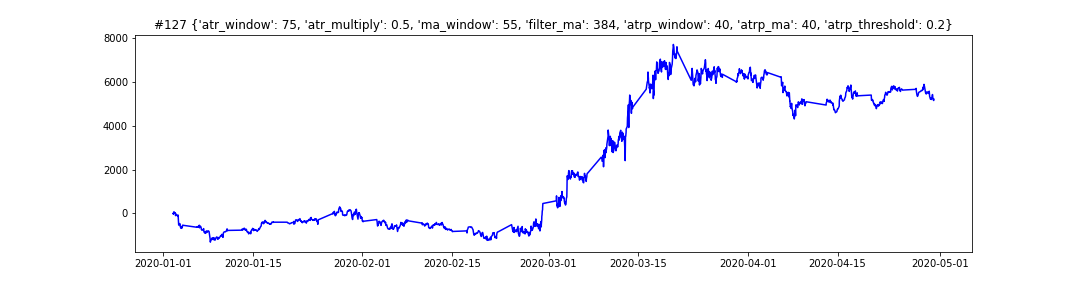 #127 {'atr_window': 75, 'atr_multiply': 0.5, 'ma_window': 55, 'filter_ma': 384, 'atrp_window': 40, 'atrp_ma': 40, 'atrp_threshold': 0.2}
8000
6000
4000
2000
0
2020-01-01 2020-01-15 2020-02-01 2020-02-15 2020-03-01 2020-03-15 2020-04-01 2020-04-15 2020-05-01